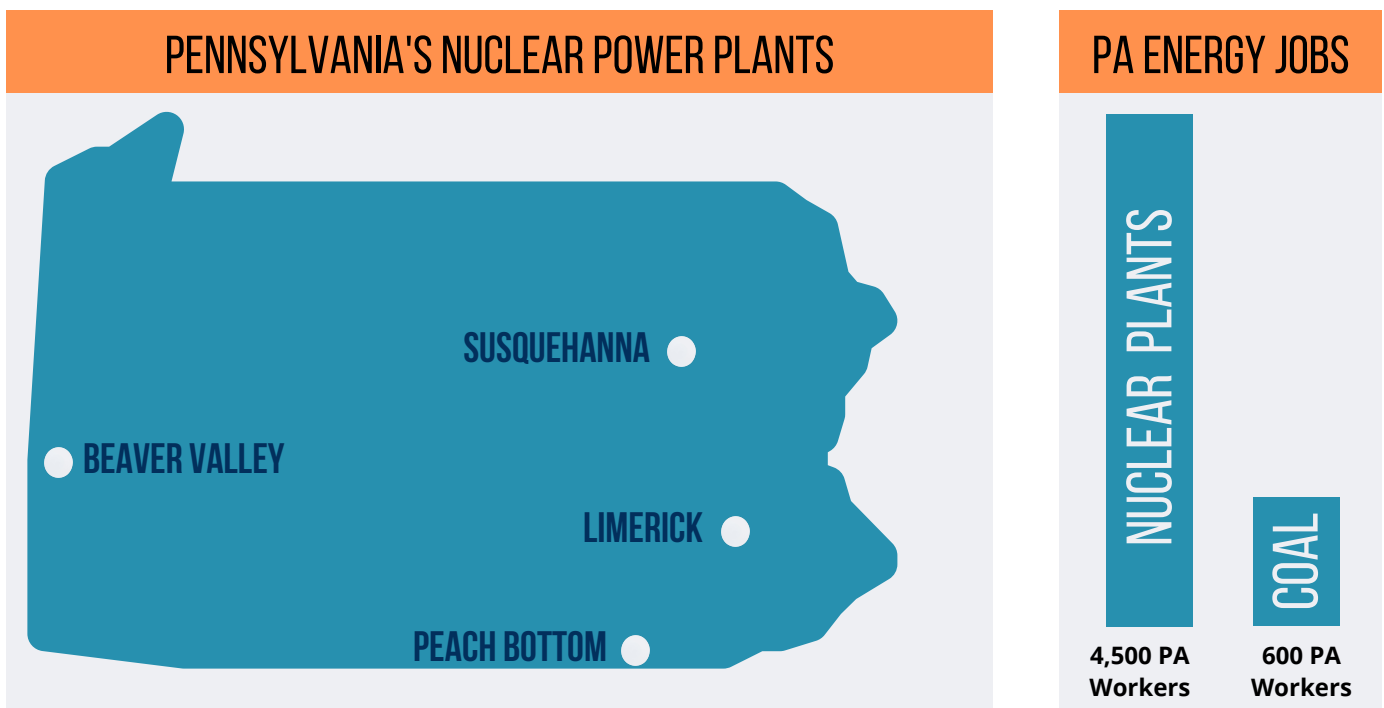 PENNSYLVANIA'S NUCLEAR POWER PLANTS
SUSQUEHANNA
BEAVER VALLEY
LIMERICK
PEACH BOTTOM
PA ENERGY JOBS
NUCLEAR PLANTS
COAL
4,500 PA
Workers
600 PA
Workers